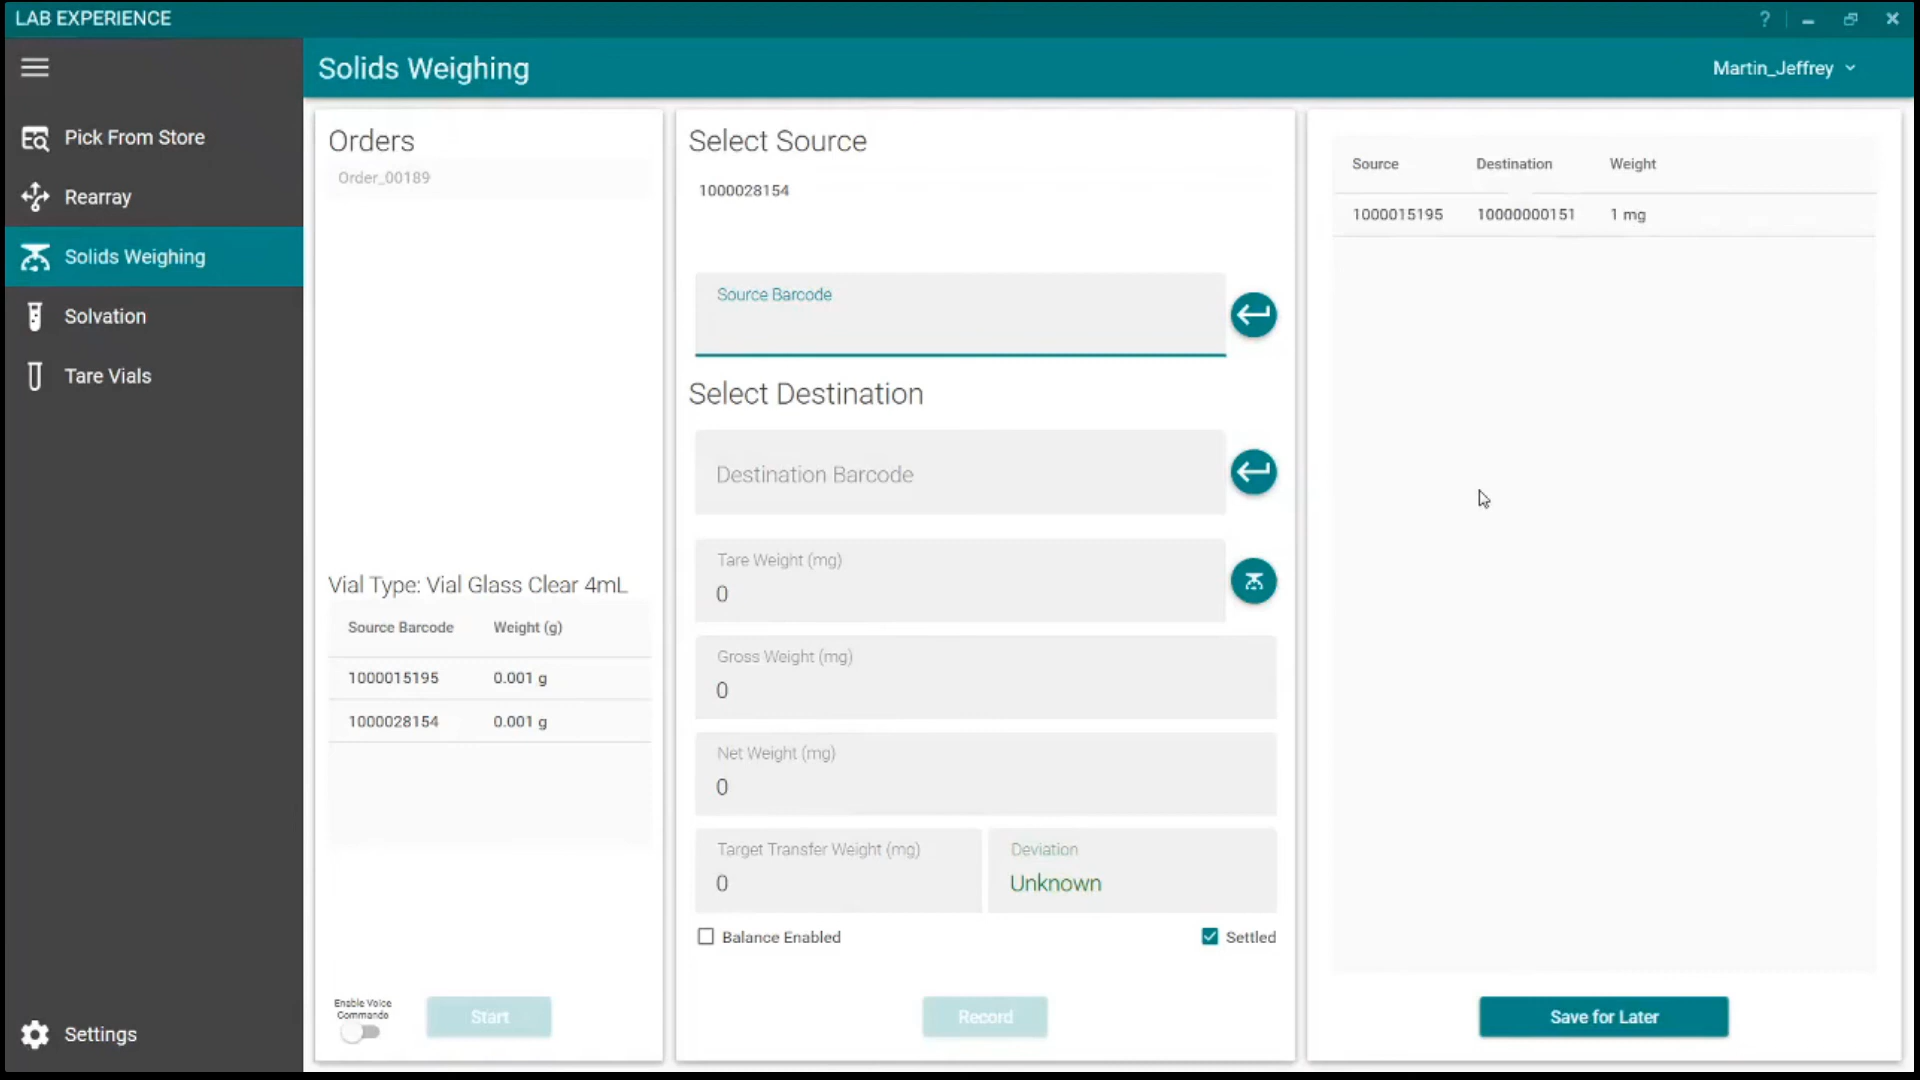 LAB EXPERIENCE
?
Solids Weighing
Martin_Jeffrey
Pick From Store
Rearray
Solids Weighing
Solvation
Tare Vials
Settings
Orders
Order_00189
Vial Type: Vial Glass Clear 4mL
Source Barcode Weight (g)
1000015195 0.001 g
1000028154 0.001 g
Enable Voice
Commands
Start
Select Source
1000028154
Source Barcode
Select Destination
Destination Barcode
Tare Weight (mg)
0
Gross Weight (mg)
0
Net Weight (mg)
0
Target Transfer Weight (mg)
0
Deviation
Unknown
Balance Enabled
Settled
Record
Source Destination Weight
1000015195 10000000151 1 mg
Save for Later